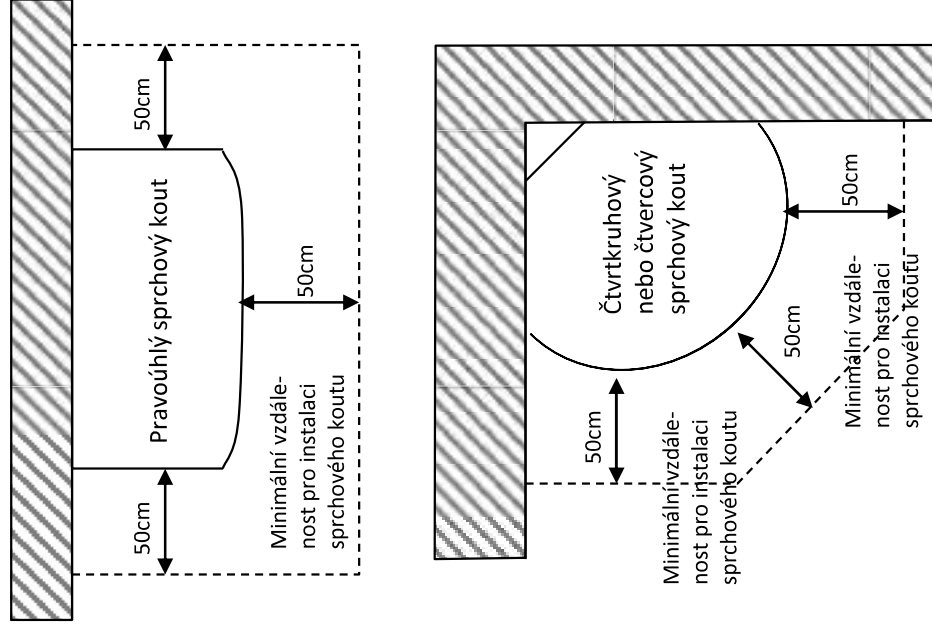 50cm
Pravoúhlý sprchový kout
50cm
50cm
Minimální vzdále-
nost pro instalaci
sprchového koutu
Čtvrtkruhový
nebo čtvercový
sprchový kout
50cm
50cm
50cm
Minimální vzdále-
nost pro instalaci
sprchového koutu
Minimální vzdále-
nost pro instalaci
sprchového koutu